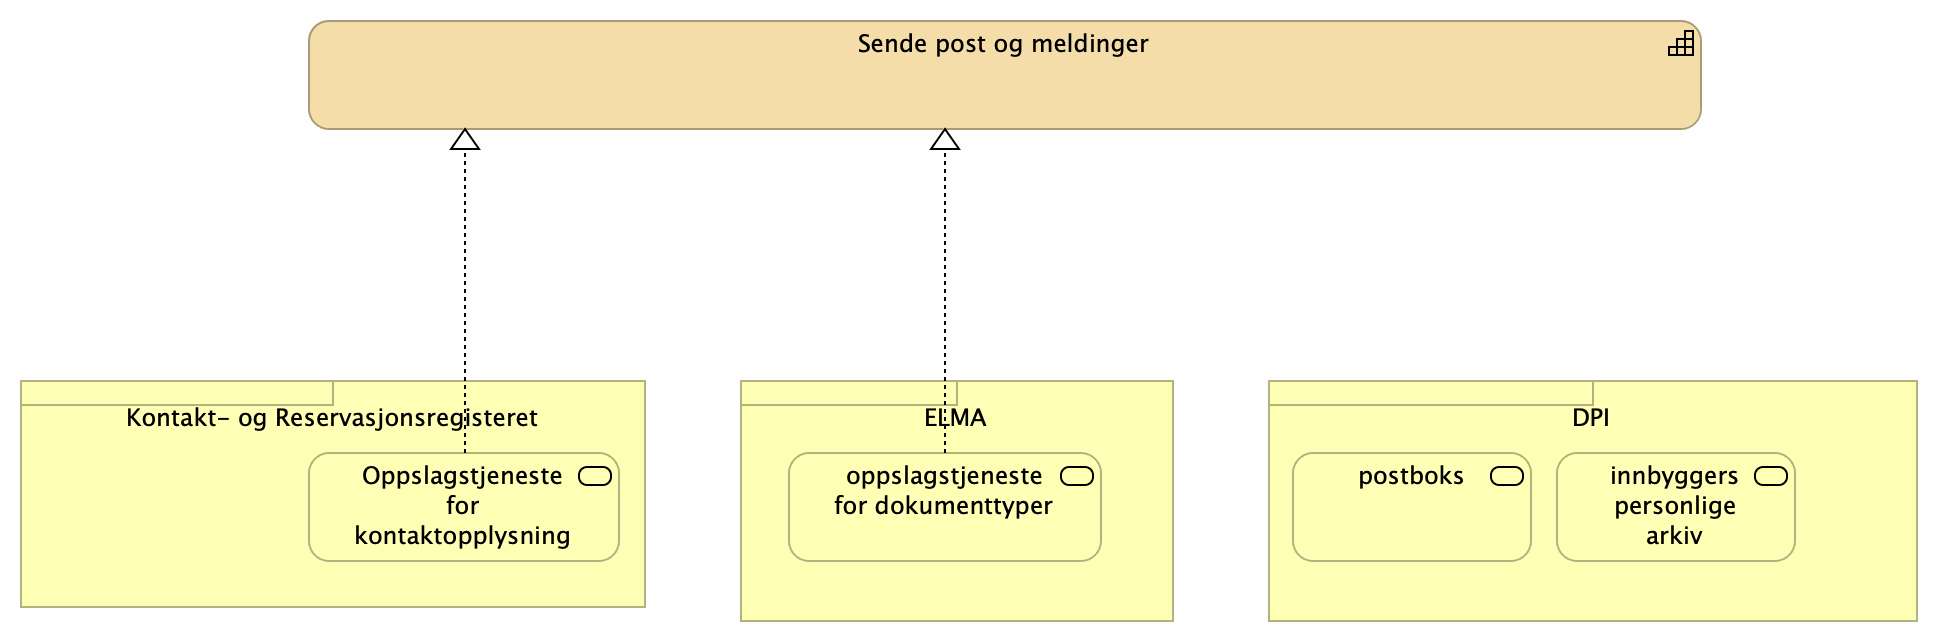 Sende post og meldinger
Kontakt- og Reservasjonsregisteret
Oppslagstjeneste
for
kontaktopplysning
ELMA
oppslagstjeneste
for dokumenttyper
DPI
postboks
innbyggers
personlige
arkiv